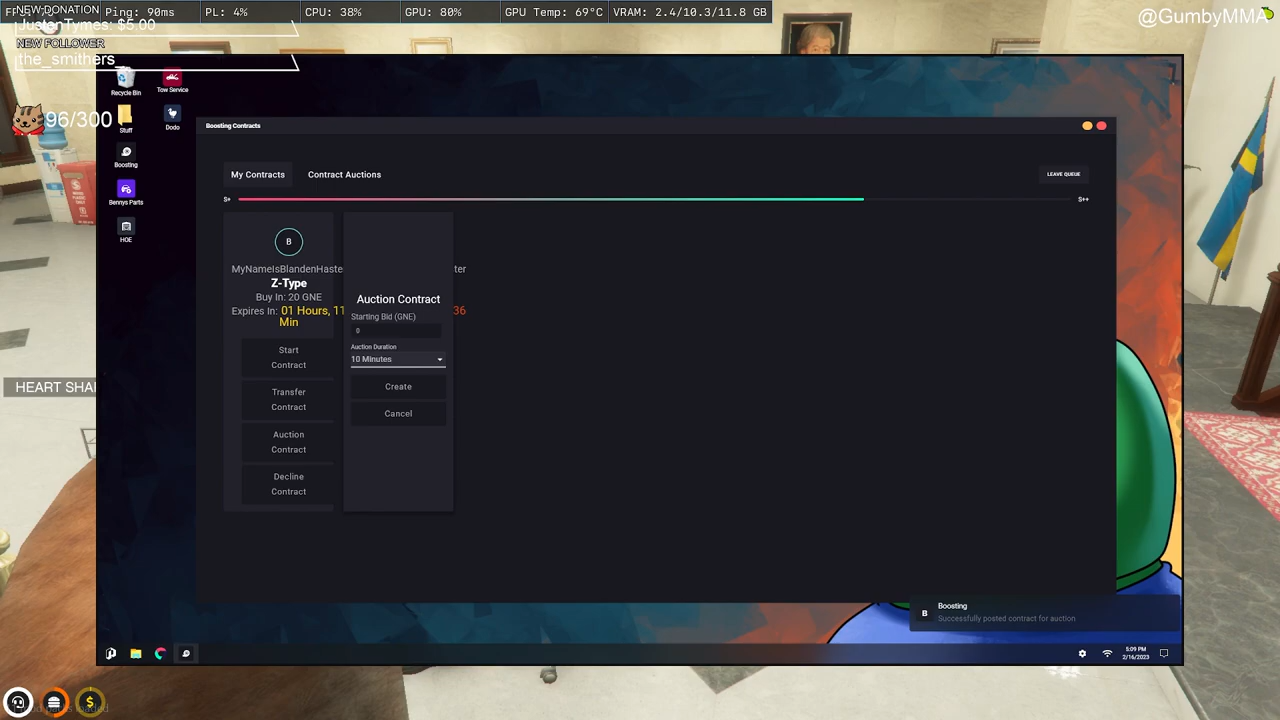 NEW DONATION
JustenTymes: $5.00
NEW FOLLOWER
the_smithers_
Ping: 90ms
PL: 4%
CPU: 38%
GPU: 80%
GPU Temp: 69°C
VRAM: 2.4/10.3/11.8 GB
@GumbyMMA
96/300
Recycle Bin
Tow Service
Stuff
Dodo
Boosting
Bennys Parts
HOE
HEART SHA
Boosting Contracts
My Contracts
Contract Auctions
LEAVE QUEUE
S+
S++
B
MyNameIsBlandenHaste
ter
Z-Type
Buy In: 20 GNE
Expires In: 01 Hours, 11
Min
36
Start
Contract
Transfer
Contract
Auction
Contract
Decline
Contract
Auction Contract
Starting Bid (GNE)
0
Auction Duration
10 Minutes
Create
Cancel
B
Boosting
Successfully posted contract for auction
5:09 PM
2/16/2023